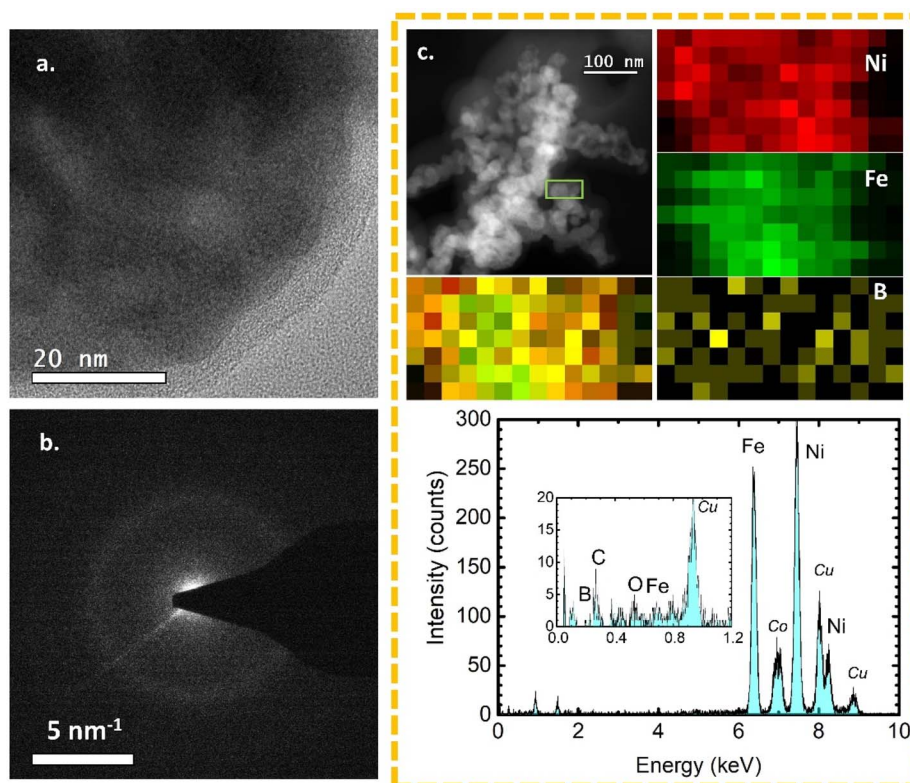 a.
20 nm
b.
5 nm⁻¹
c.
100 nm
Ni
Fe
B
Intensity (counts)
300
250
200
150
100
50
0
0 2 4 6 8 10
Energy (keV)
Fe
Co
Ni
Cu
Ni
Cu
20
15
10
5
0
0.0 0.4 0.8 1.2
B
C
O
Fe
Cu